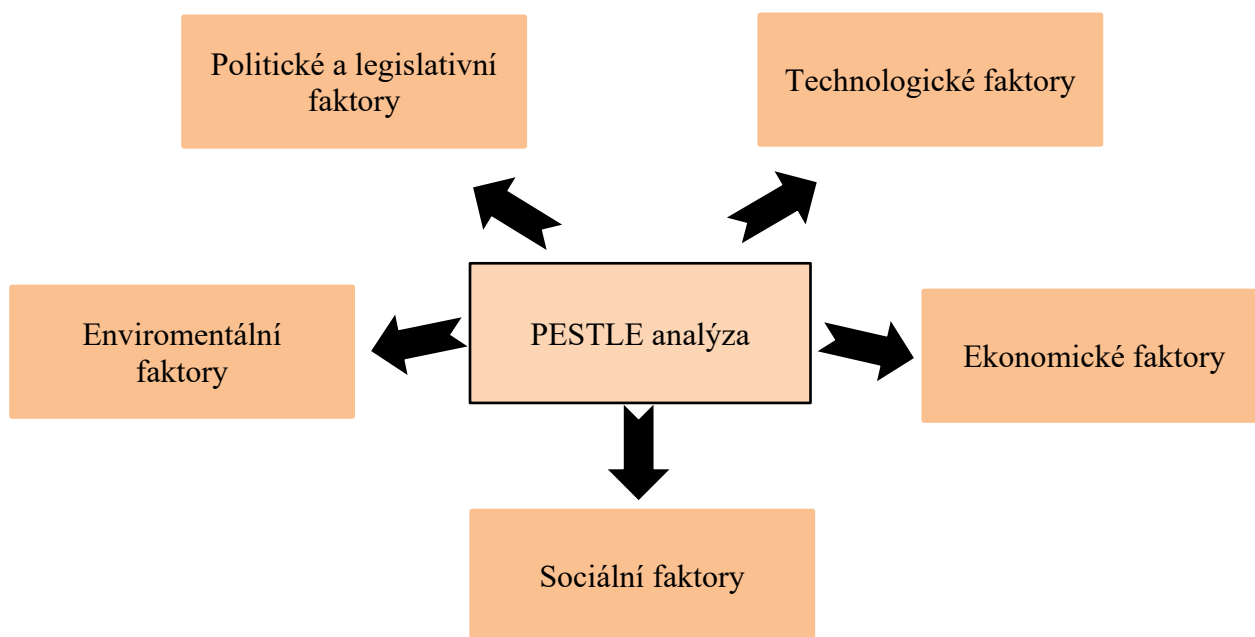 Politické a legislativní
faktory
Technologické faktory
Enviromentální
faktory
PESTLE analýza
Ekonomické faktory
Sociální faktory